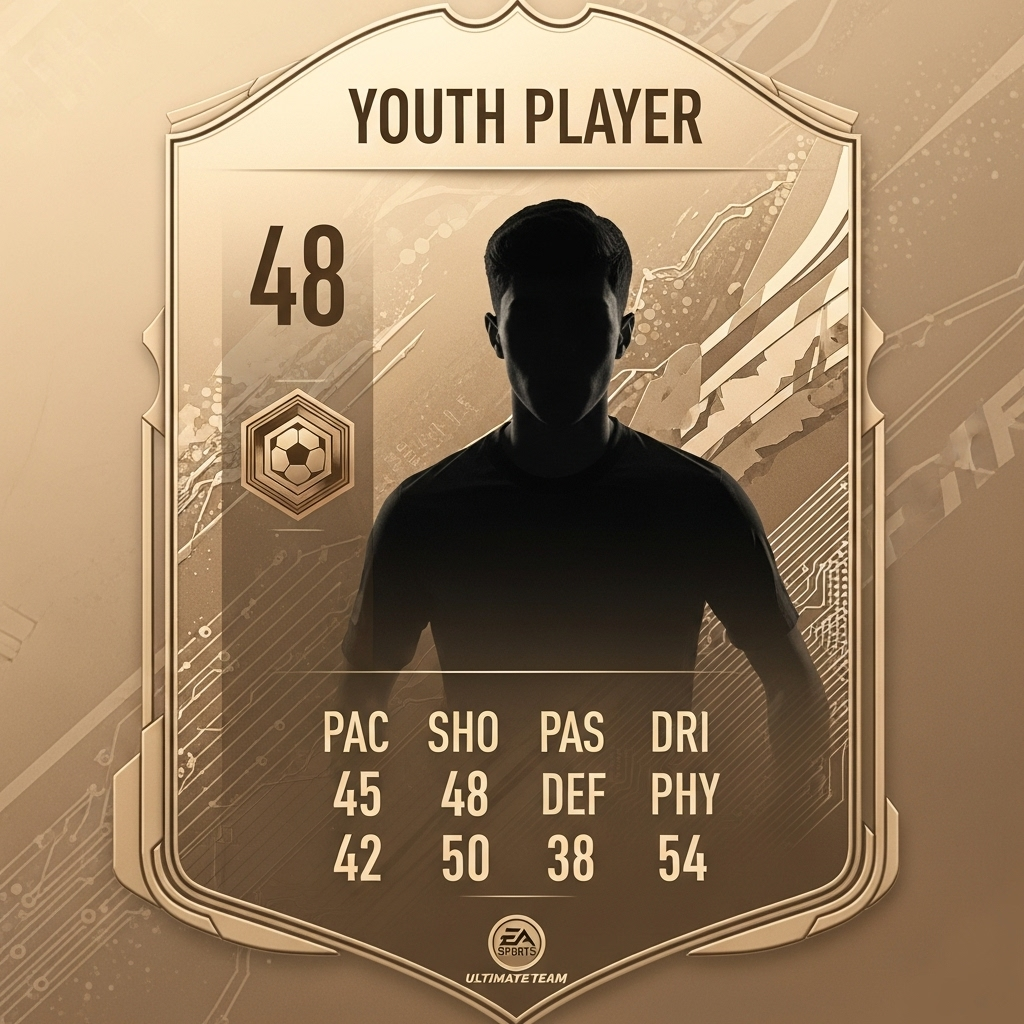 YOUTH PLAYER
48
PAC SHO PAS DRI
45 48 DEF PHY
42 50 38 54
EA
SPORTS
ULTIMATE TEAM